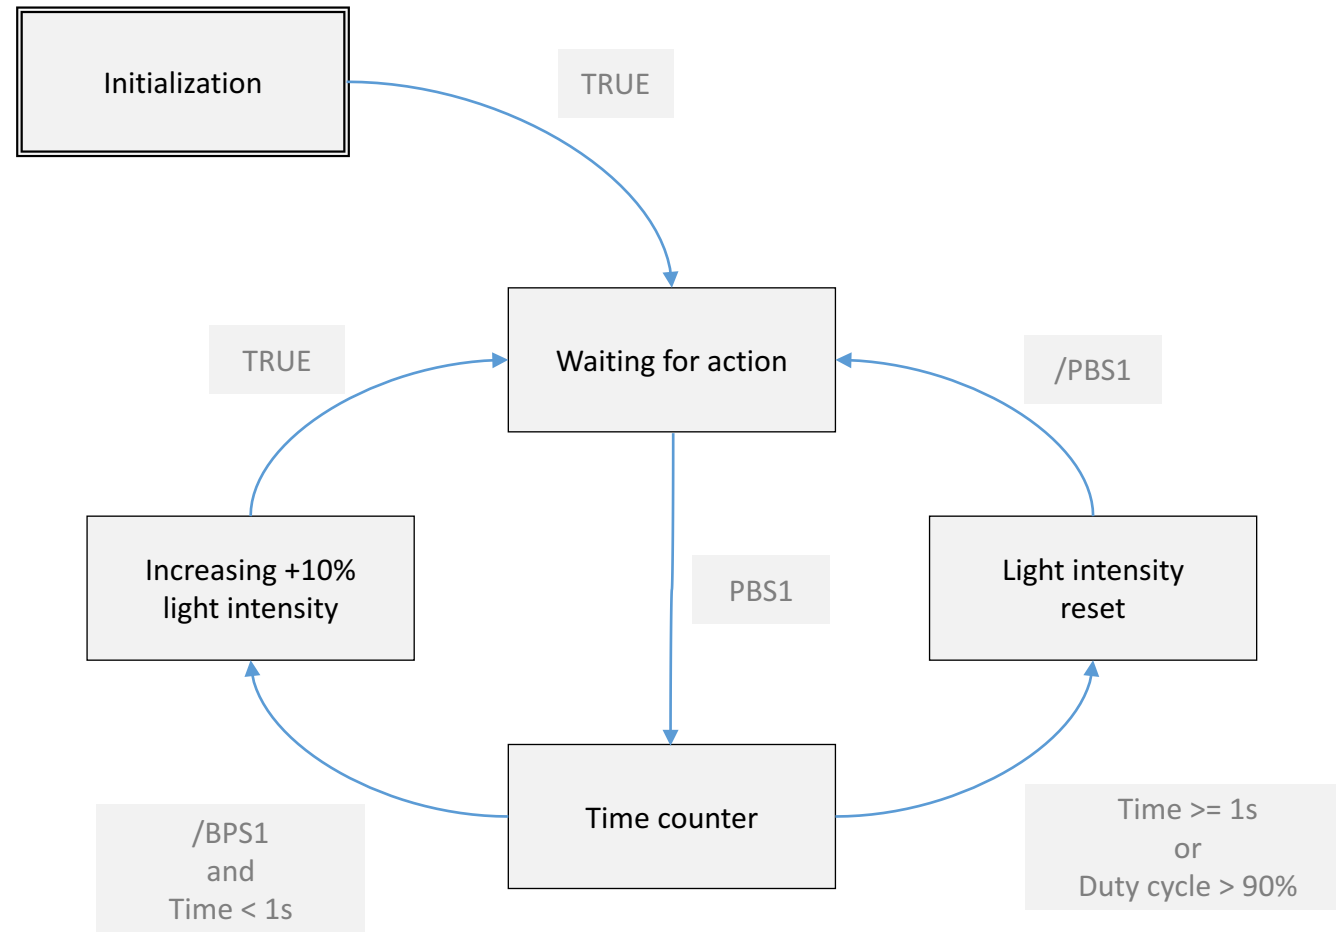 Initialization
TRUE
Waiting for action
TRUE
/PBS1
Increasing +10%
light intensity
PBS1
Light intensity
reset
Time counter
/BPS1
and
Time < 1s
Time >= 1s
or
Duty cycle > 90%